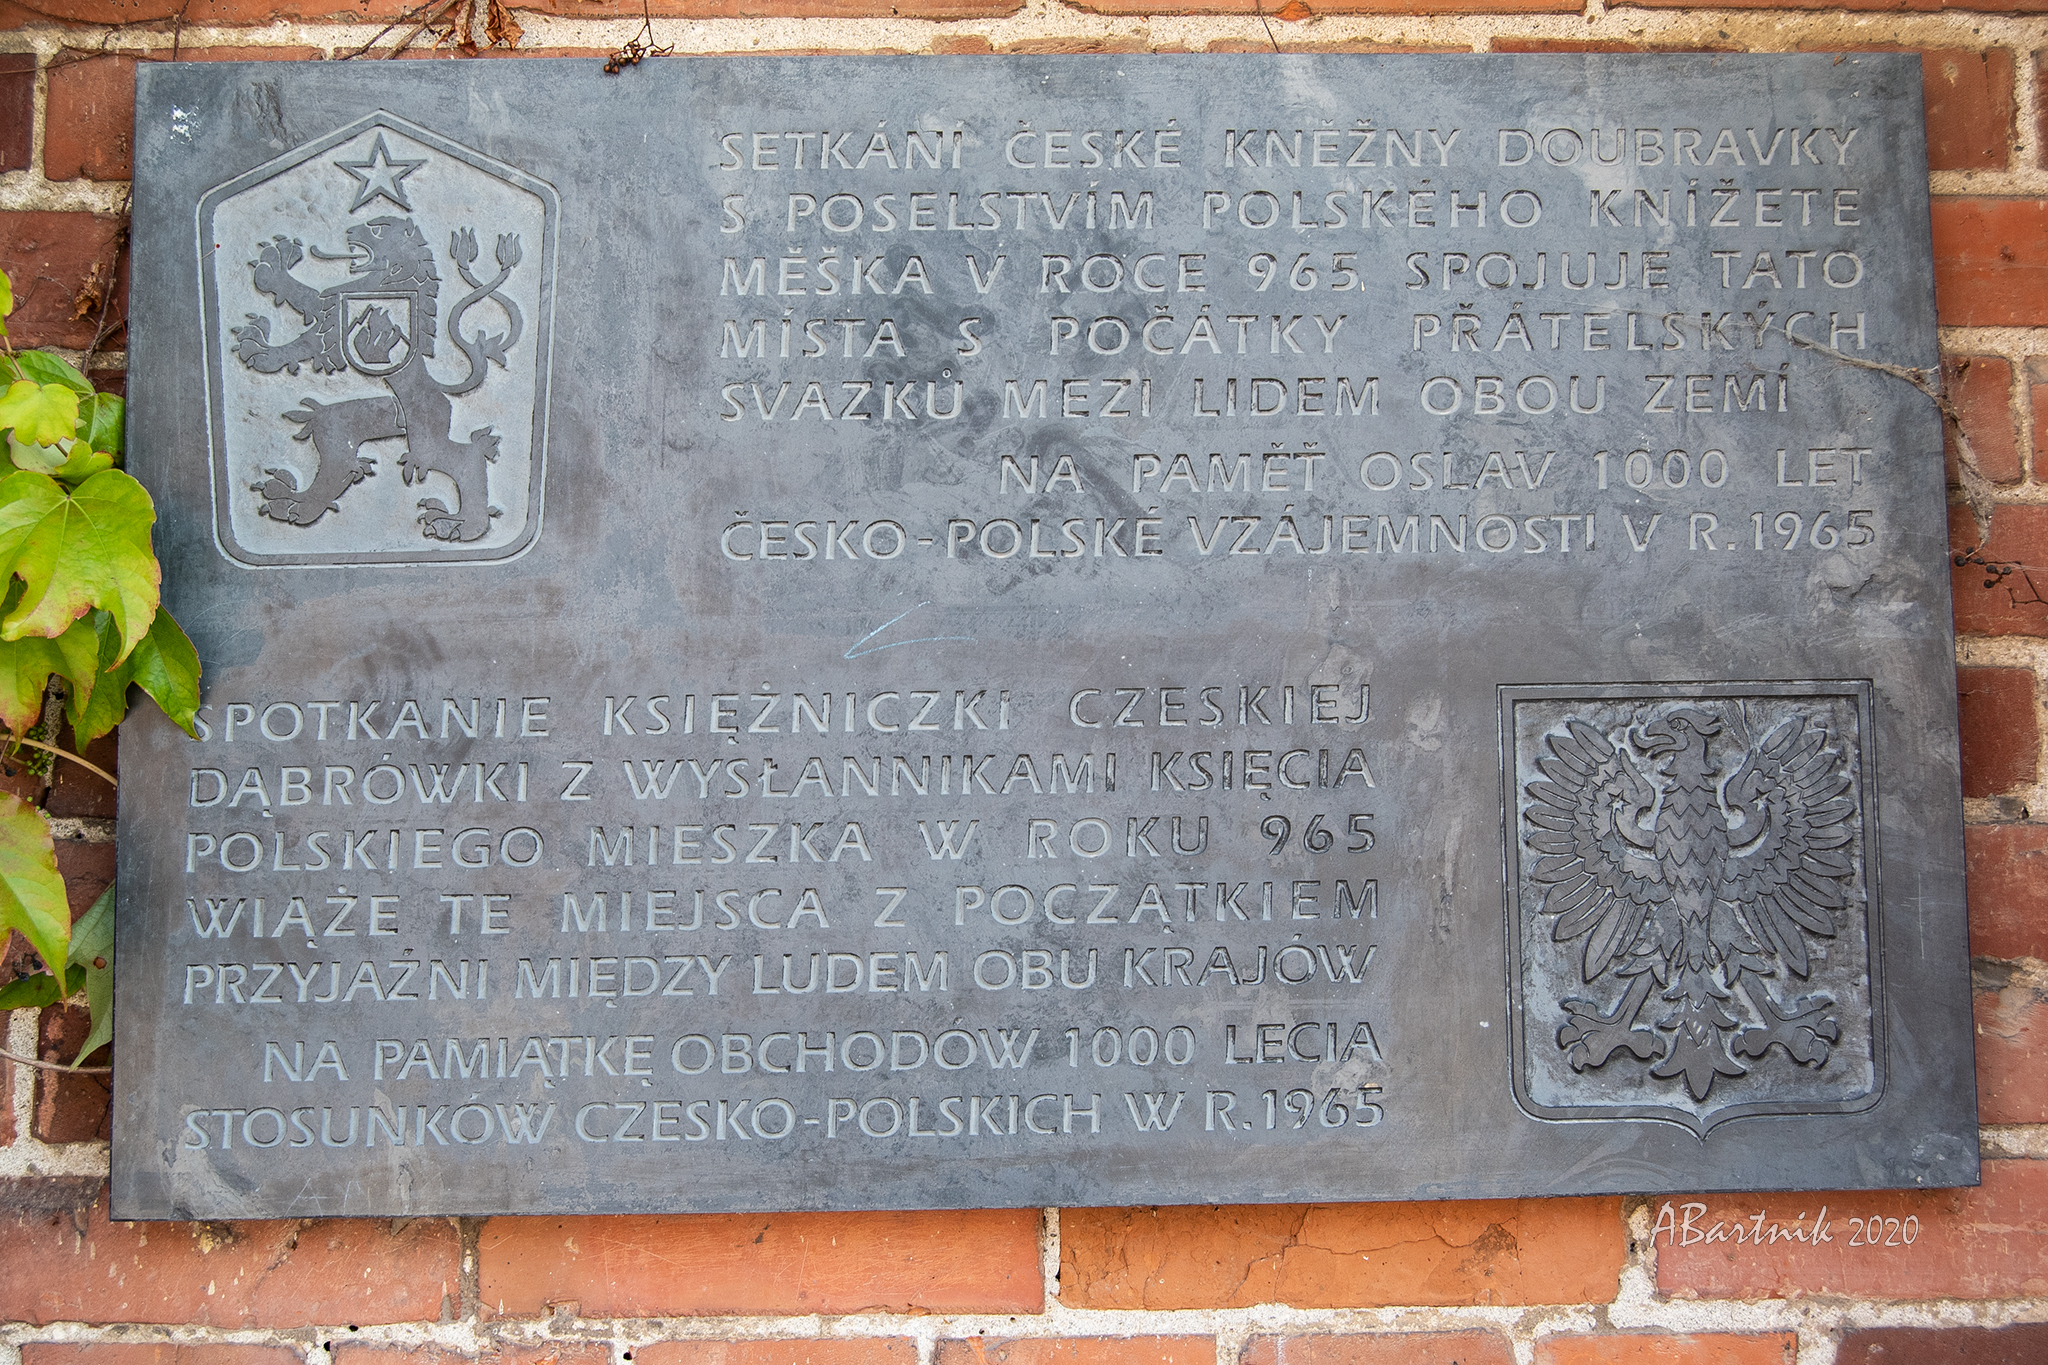 SETKÁNÍ ČESKÉ KNĚŽNY DOUBRAVKY
S POSELSTVÍM POLSKÉHO KNÍŽETE
MĚŠKA V ROCE 965 SPOJUJE TATO
MÍSTA S POČÁTKY PŘÁTELSKÝCH
SVAZKŮ MEZI LIDEM OBOU ZEMÍ
NA PAMĚŤ OSLAV 1000 LET
ČESKO-POLSKÉ VZÁJEMNOSTI V R.1965
SPOTKANIE KSIĘŻNICZKI CZESKIEJ
DĄBRÓWKI Z WYSŁANNIKAMI KSIĘCIA
POLSKIEGO MIESZKA W ROKU 965
WIĄŻE TE MIEJSCA Z POCZĄTKIEM
PRZYJAŹNI MIĘDZY LUDEM OBU KRAJÓW
NA PAMIĄTKĘ OBCHODÓW 1000 LECIA
STOSUNKÓW CZESKO-POLSKICH W R.1965
ABartnik 2020